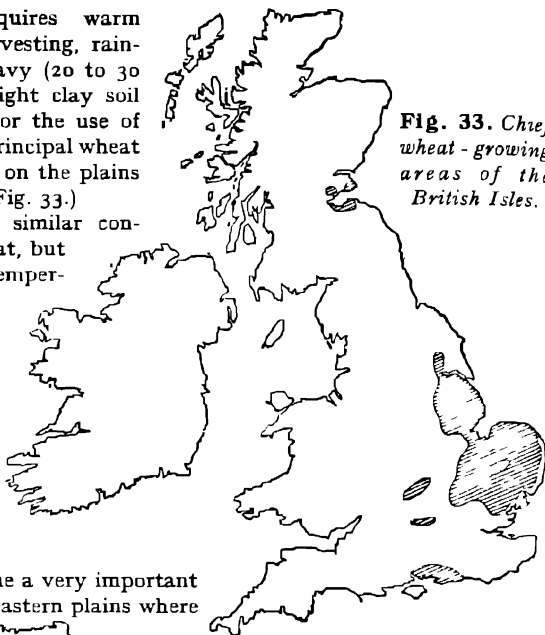 quires warm
vesting, rain-
avy (20 to 30
ight clay soil
or the use of
rincipal wheat
on the plains
Fig. 33.)
similar con-
at, but
emper-
Fig. 33. Chief
wheat-growing
areas of the
British Isles.
ne a very important
astern plains where